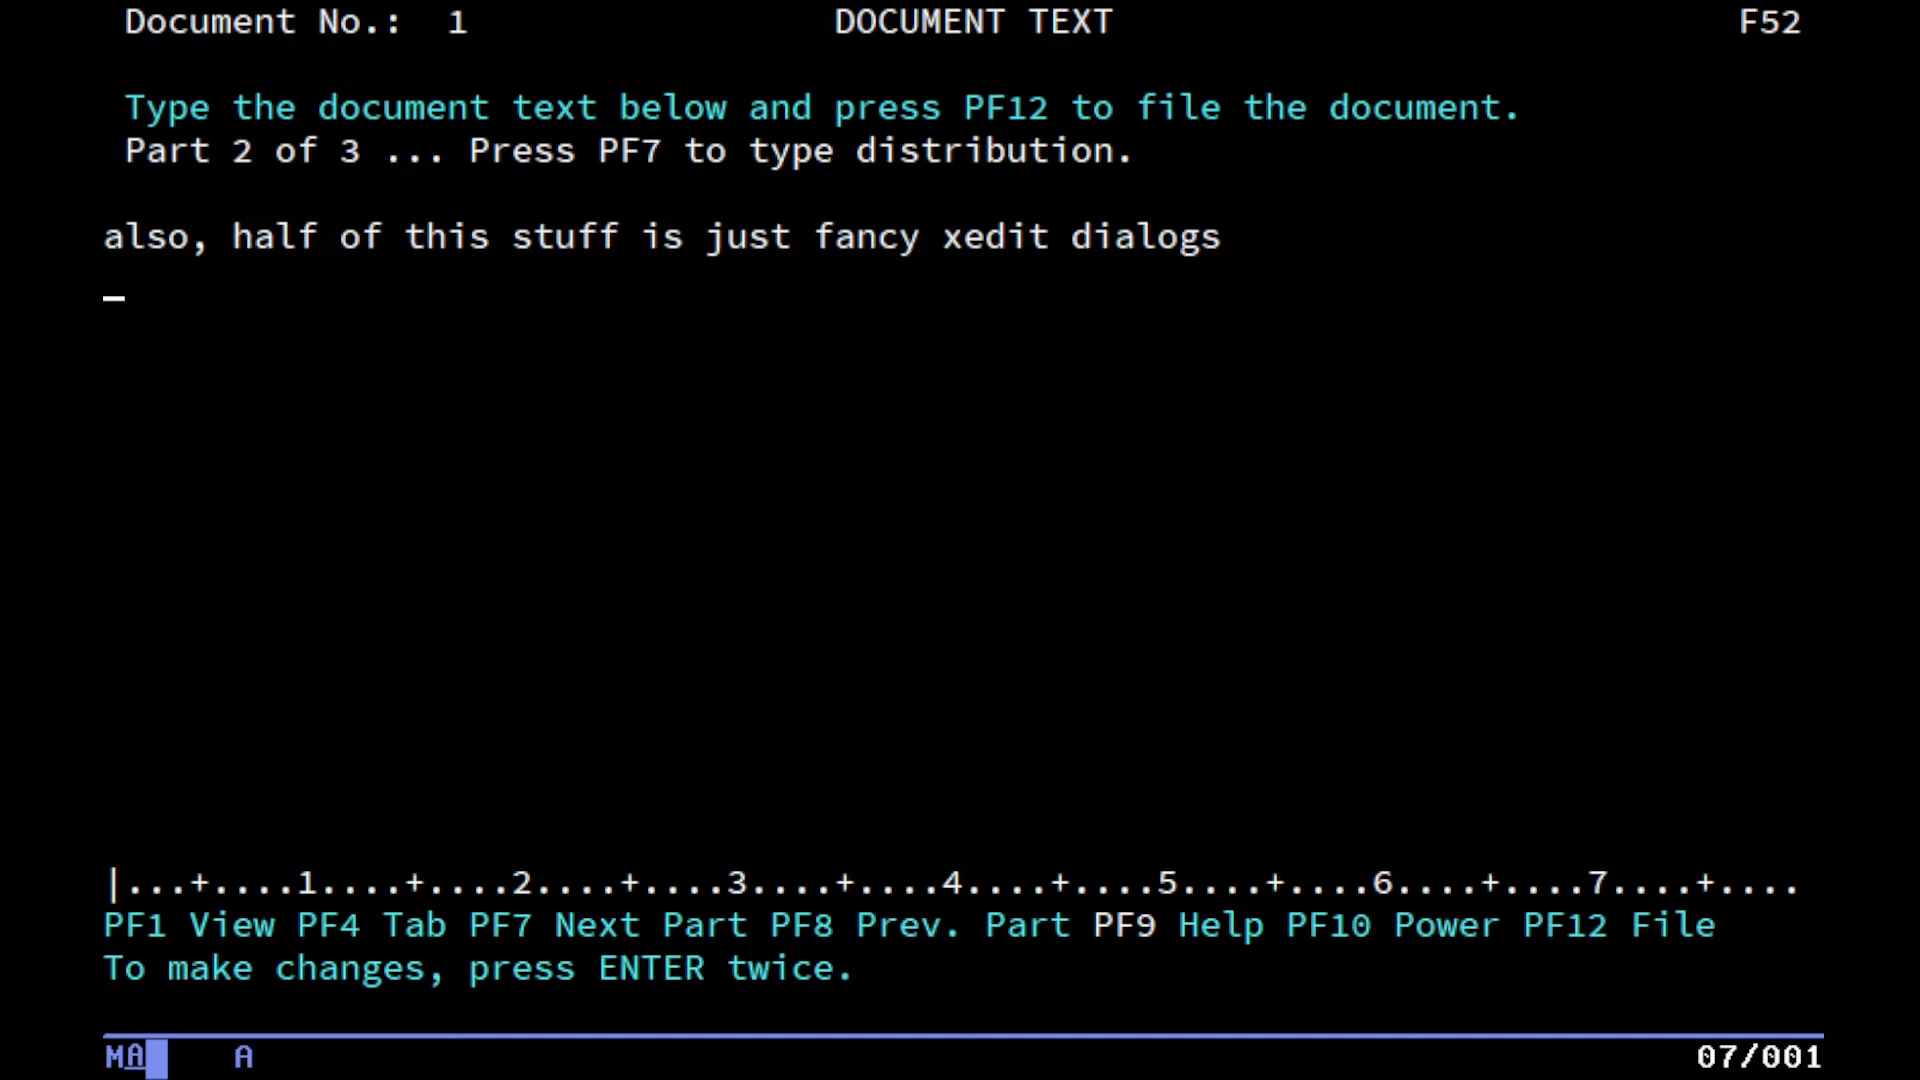 Document No.:  1                 DOCUMENT TEXT                             F52
Type the document text below and press PF12 to file the document.
Part 2 of 3 ... Press PF7 to type distribution.
also, half of this stuff is just fancy xedit dialogs
_
|...+....1....+....2....+....3....+....4....+....5....+....6....+....7....+....
PF1 View PF4 Tab PF7 Next Part PF8 Prev. Part PF9 Help PF10 Power PF12 File
To make changes, press ENTER twice.
MA    A                                                                   07/001